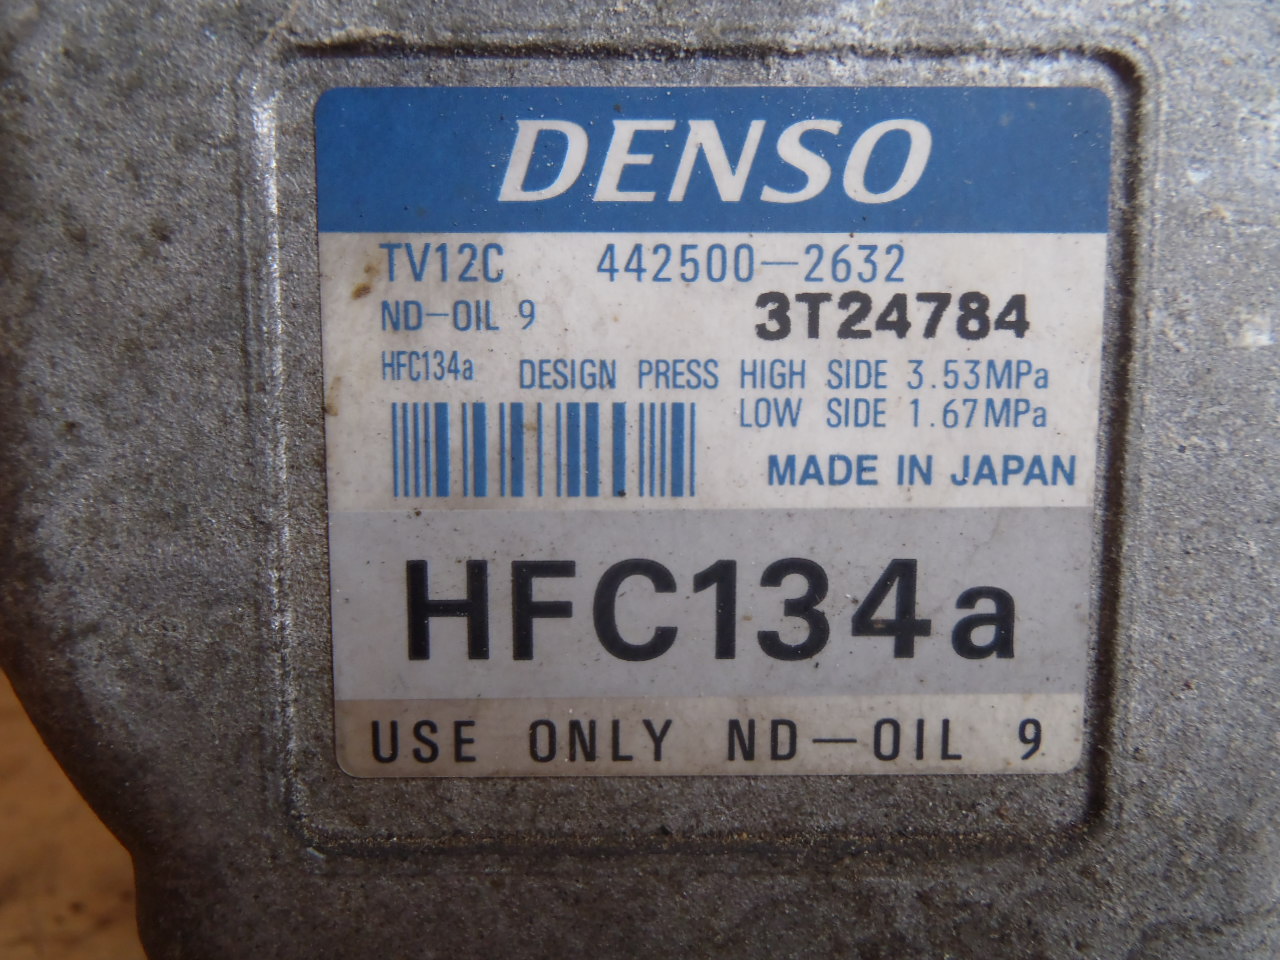 DENSO
TV12C 442500-2632
ND-OIL 9 3T24784
HFC134a DESIGN PRESS HIGH SIDE 3.53MPa
LOW SIDE 1.67MPa
MADE IN JAPAN
HFC134a
USE ONLY ND-OIL 9